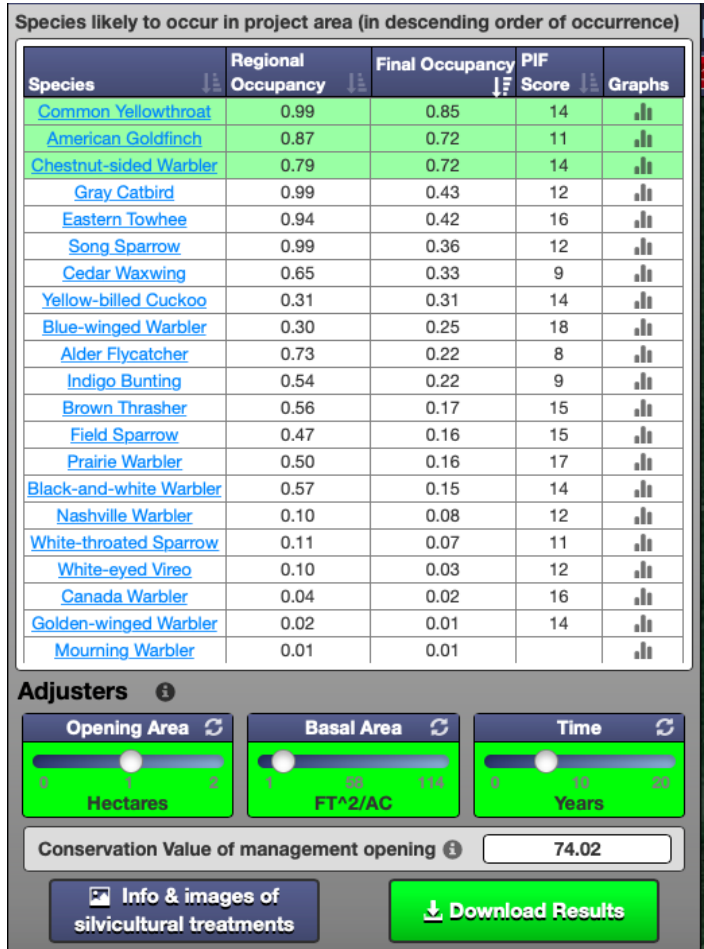 Species likely to occur in project area (in descending order of occurrence)
Species Regional Occupancy Final Occupancy PIF Score Graphs
Common Yellowthroat 0.99 0.85 14
American Goldfinch 0.87 0.72 11
Chestnut-sided Warbler 0.79 0.72 14
Gray Catbird 0.99 0.43 12
Eastern Towhee 0.94 0.42 16
Song Sparrow 0.99 0.36 12
Cedar Waxwing 0.65 0.33 9
Yellow-billed Cuckoo 0.31 0.31 14
Blue-winged Warbler 0.30 0.25 18
Alder Flycatcher 0.73 0.22 8
Indigo Bunting 0.54 0.22 9
Brown Thrasher 0.56 0.17 15
Field Sparrow 0.47 0.16 15
Prairie Warbler 0.50 0.16 17
Black-and-white Warbler 0.57 0.15 14
Nashville Warbler 0.10 0.08 12
White-throated Sparrow 0.11 0.07 11
White-eyed Vireo 0.10 0.03 12
Canada Warbler 0.04 0.02 16
Golden-winged Warbler 0.02 0.01 14
Mourning Warbler 0.01 0.01
Adjusters
Opening Area Basal Area Time
0 1 2 1 58 114 0 10 20
Hectares FT^2/AC Years
Conservation Value of management opening 74.02
Info & images of
silvicultural treatments
Download Results